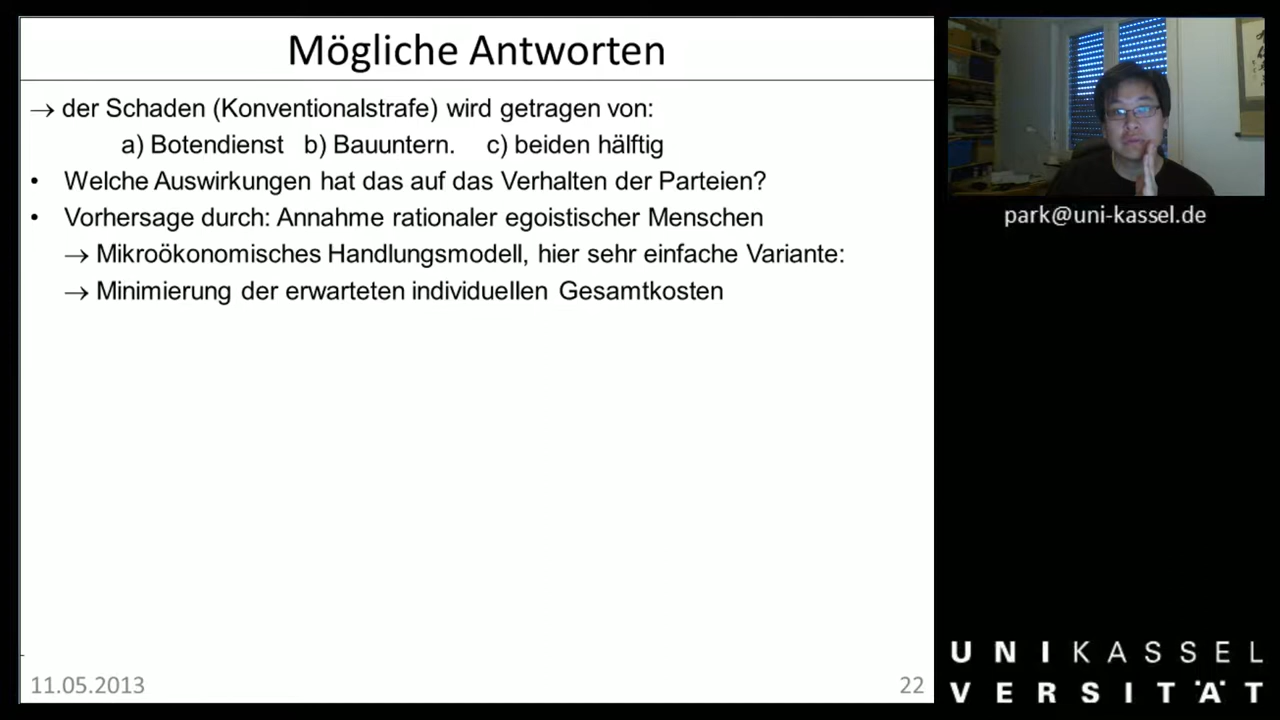 Mögliche Antworten
→ der Schaden (Konventionalstrafe) wird getragen von:
a) Botendienst b) Bauuntern. c) beiden hälftig
• Welche Auswirkungen hat das auf das Verhalten der Parteien?
• Vorhersage durch: Annahme rationaler egoistischer Menschen
→ Mikroökonomisches Handlungsmodell, hier sehr einfache Variante:
→ Minimierung der erwarteten individuellen Gesamtkosten
11.05.2013
22
park@uni-kassel.de
UNIKASSEL
VERSITÄT